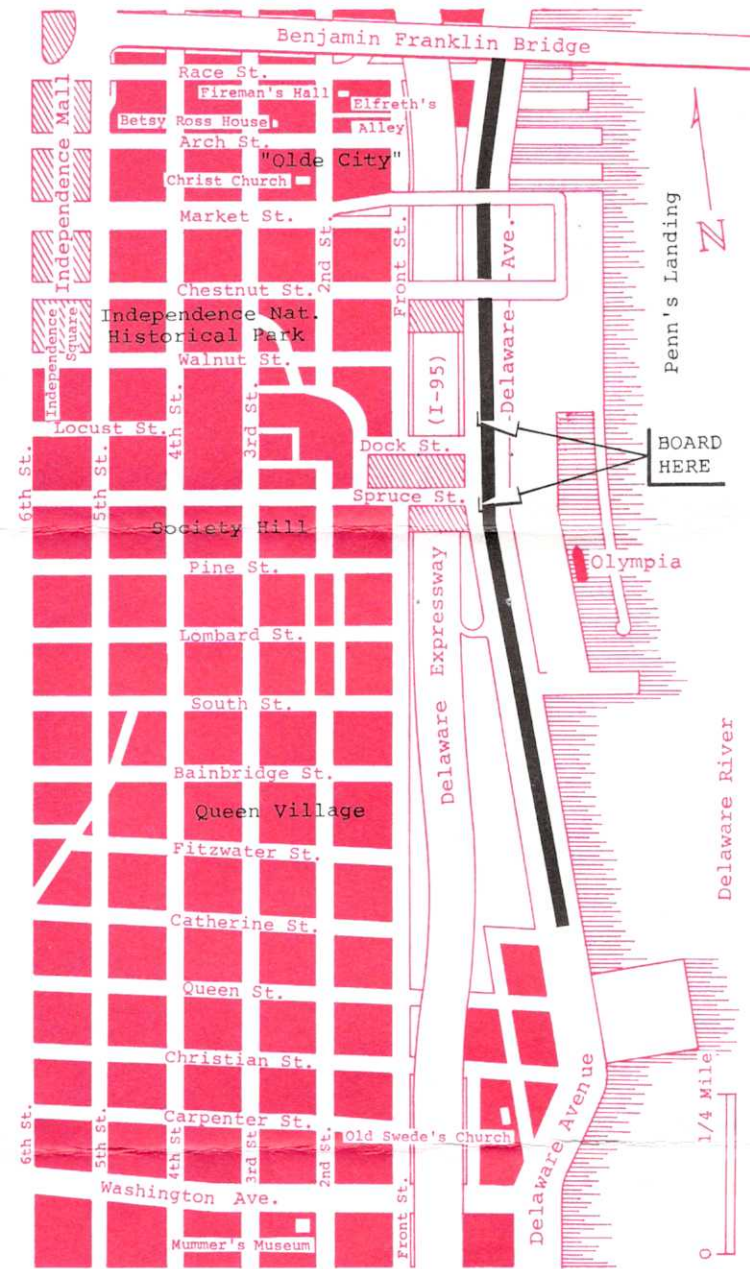 Benjamin Franklin Bridge
Race St.
Fireman's Hall
Elfreth's
Alley
Betsy Ross House
Arch St.
"Olde City"
Christ Church
Independence Mall
Market St.
2nd St.
Front St.
Delaware Ave.
Penn's Landing
N
Chestnut St.
Independence Nat.
Historical Park
Independence
Square
Walnut St.
(I-95)
4th St.
3rd St.
Locust St.
Dock St.
BOARD
HERE
6th St.
5th St.
Spruce St.
Society Hill
Pine St.
Olympia
Lombard St.
Delaware Expressway
South St.
Bainbridge St.
Queen Village
Fitzwater St.
Delaware River
Catherine St.
Queen St.
Christian St.
Carpenter St.
Old Swede's Church
Delaware Avenue
1/4 Mile
0
6th St.
5th St.
4th St.
3rd St.
2nd St.
Front St.
Washington Ave.
Mummer's Museum